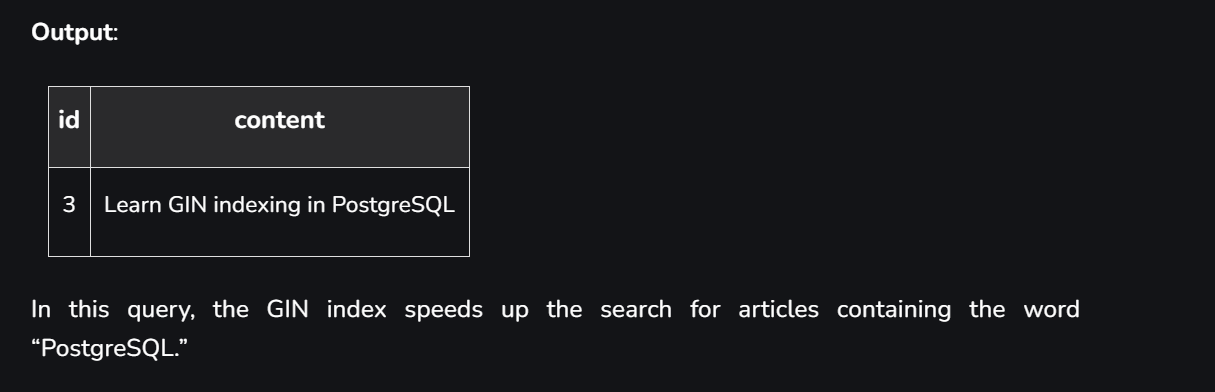 Output:
id content
3 Learn GIN indexing in PostgreSQL
In this query, the GIN index speeds up the search for articles containing the word
“PostgreSQL.”